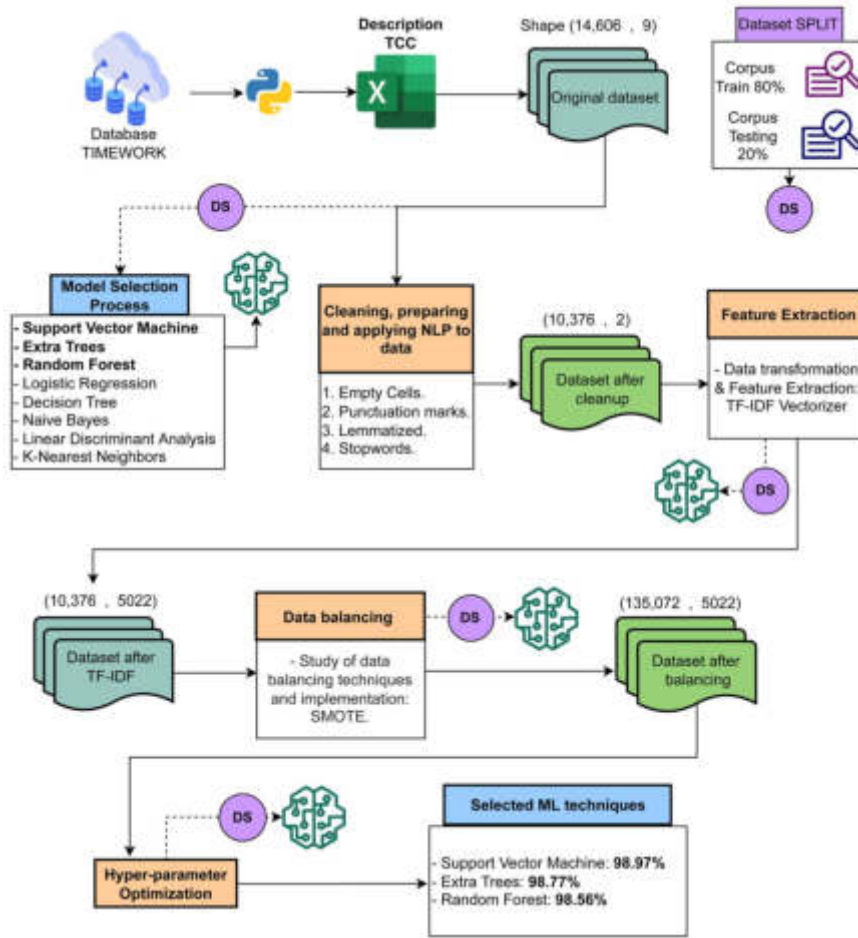 Description
TCC
Shape (14,606 , 9)
Dataset SPLIT
Corpus
Train 80%
Corpus
Testing
20%
X
Original dataset
Database
TIMEWORK
DS
DS
Model Selection
Process
- Support Vector Machine
- Extra Trees
- Random Forest
- Logistic Regression
- Decision Tree
- Naive Bayes
- Linear Discriminant Analysis
- K-Nearest Neighbors
Cleaning, preparing
and applying NLP to
data
1. Empty Cells.
2. Punctuation marks.
3. Lemmatized.
4. Stopwords.
(10,376 , 2)
Dataset after
cleanup
Feature Extraction
- Data transformation
& Feature Extraction:
TF-IDF Vectorizer
DS
(10,376 , 5022)
Dataset after
TF-IDF
Data balancing
- Study of data
balancing techniques
and implementation:
SMOTE.
DS
(135,072 , 5022)
Dataset after
balancing
DS
Hyper-parameter
Optimization
Selected ML techniques
- Support Vector Machine: 98.97%
- Extra Trees: 98.77%
- Random Forest: 98.56%